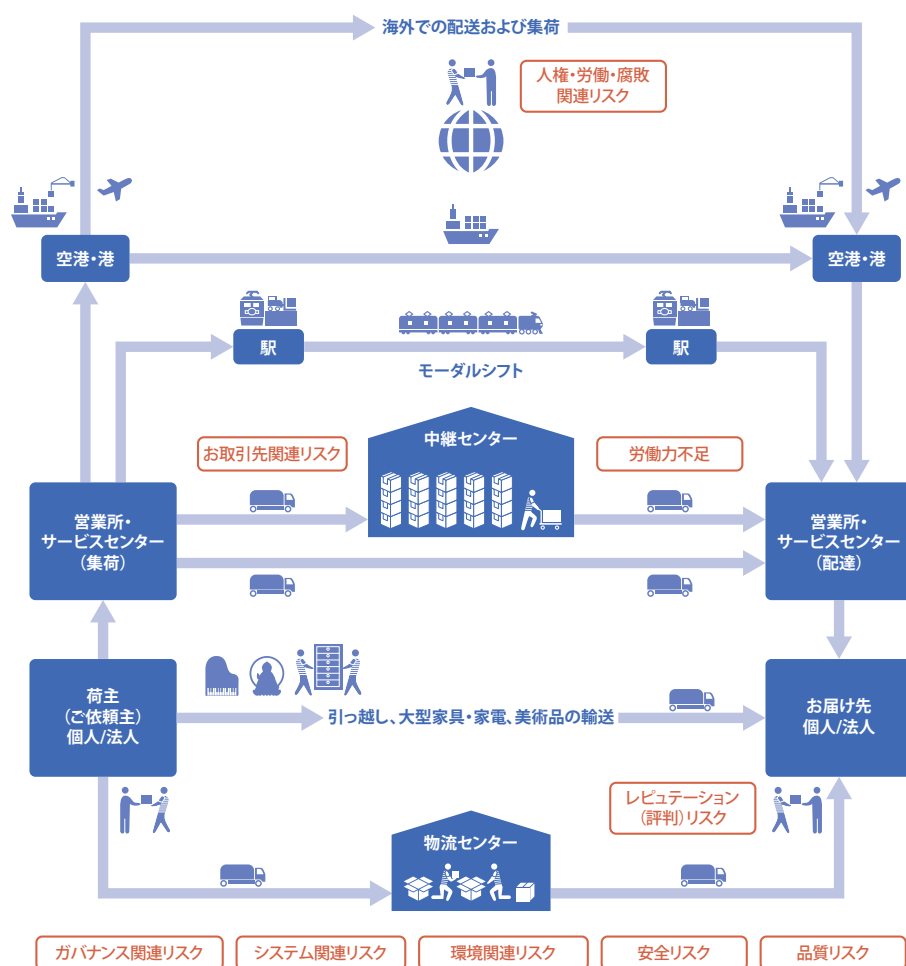 海外での配送および集荷
人権・労働・腐敗
関連リスク
空港・港
空港・港
駅
駅
モーダルシフト
中継センター
お取引先関連リスク
労働力不足
営業所・
サービスセンター
（集荷）
営業所・
サービスセンター
（配達）
荷主
（ご依頼主）
個人/法人
引っ越し、大型家具・家電、美術品の輸送
お届け先
個人/法人
レピュテーション
（評判）リスク
物流センター
ガバナンス関連リスク
システム関連リスク
環境関連リスク
安全リスク
品質リスク